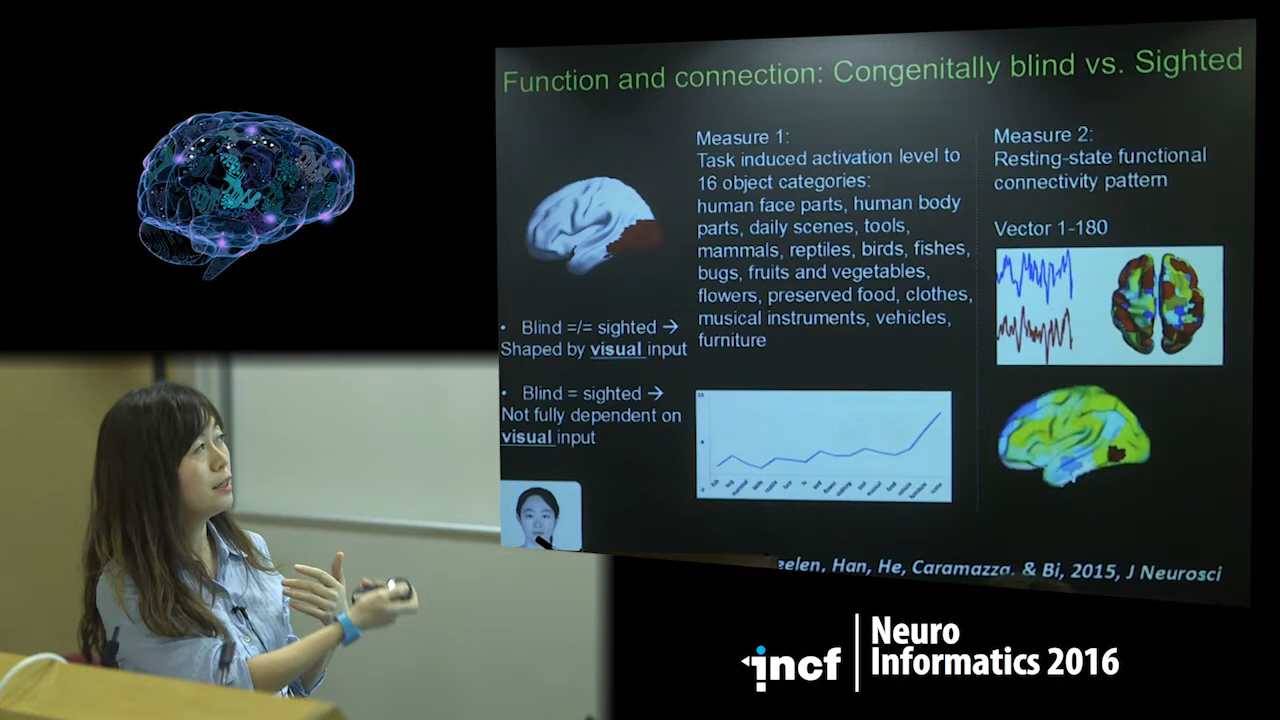 Function and connection: Congenitally blind vs. Sighted
• Blind =/= sighted →
Shaped by visual input
• Blind = sighted →
Not fully dependent on
visual input
Measure 1:
Task induced activation level to
16 object categories:
human face parts, human body
parts, daily scenes, tools,
mammals, reptiles, birds, fishes,
bugs, fruits and vegetables,
flowers, preserved food, clothes,
musical instruments, vehicles,
furniture
Measure 2:
Resting-state functional
connectivity pattern
Vector 1-180
eelen, Han, He, Caramazza, & Bi, 2015, J Neurosci
incf
Neuro
Informatics 2016